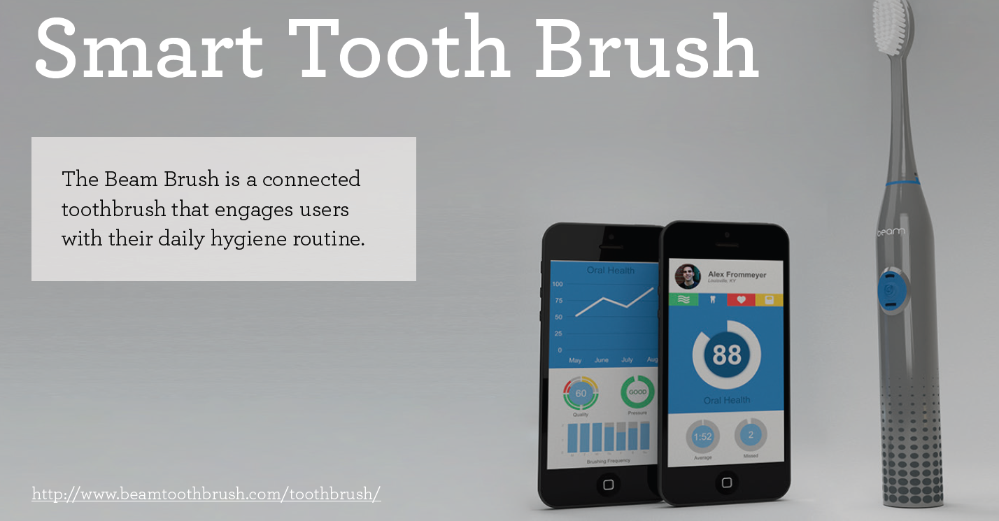 Smart Tooth Brush
The Beam Brush is a connected
toothbrush that engages users
with their daily hygiene routine.
http://www.beamtoothbrush.com/toothbrush/
Oral Health
100
75
50
25
0
May June July Aug
60
GOOD
Quality
Pressure
Brushing Frequency
Alex Frommeyer
Louisville, KY
88
Oral Health
1:52
2
Average
Missed
beam